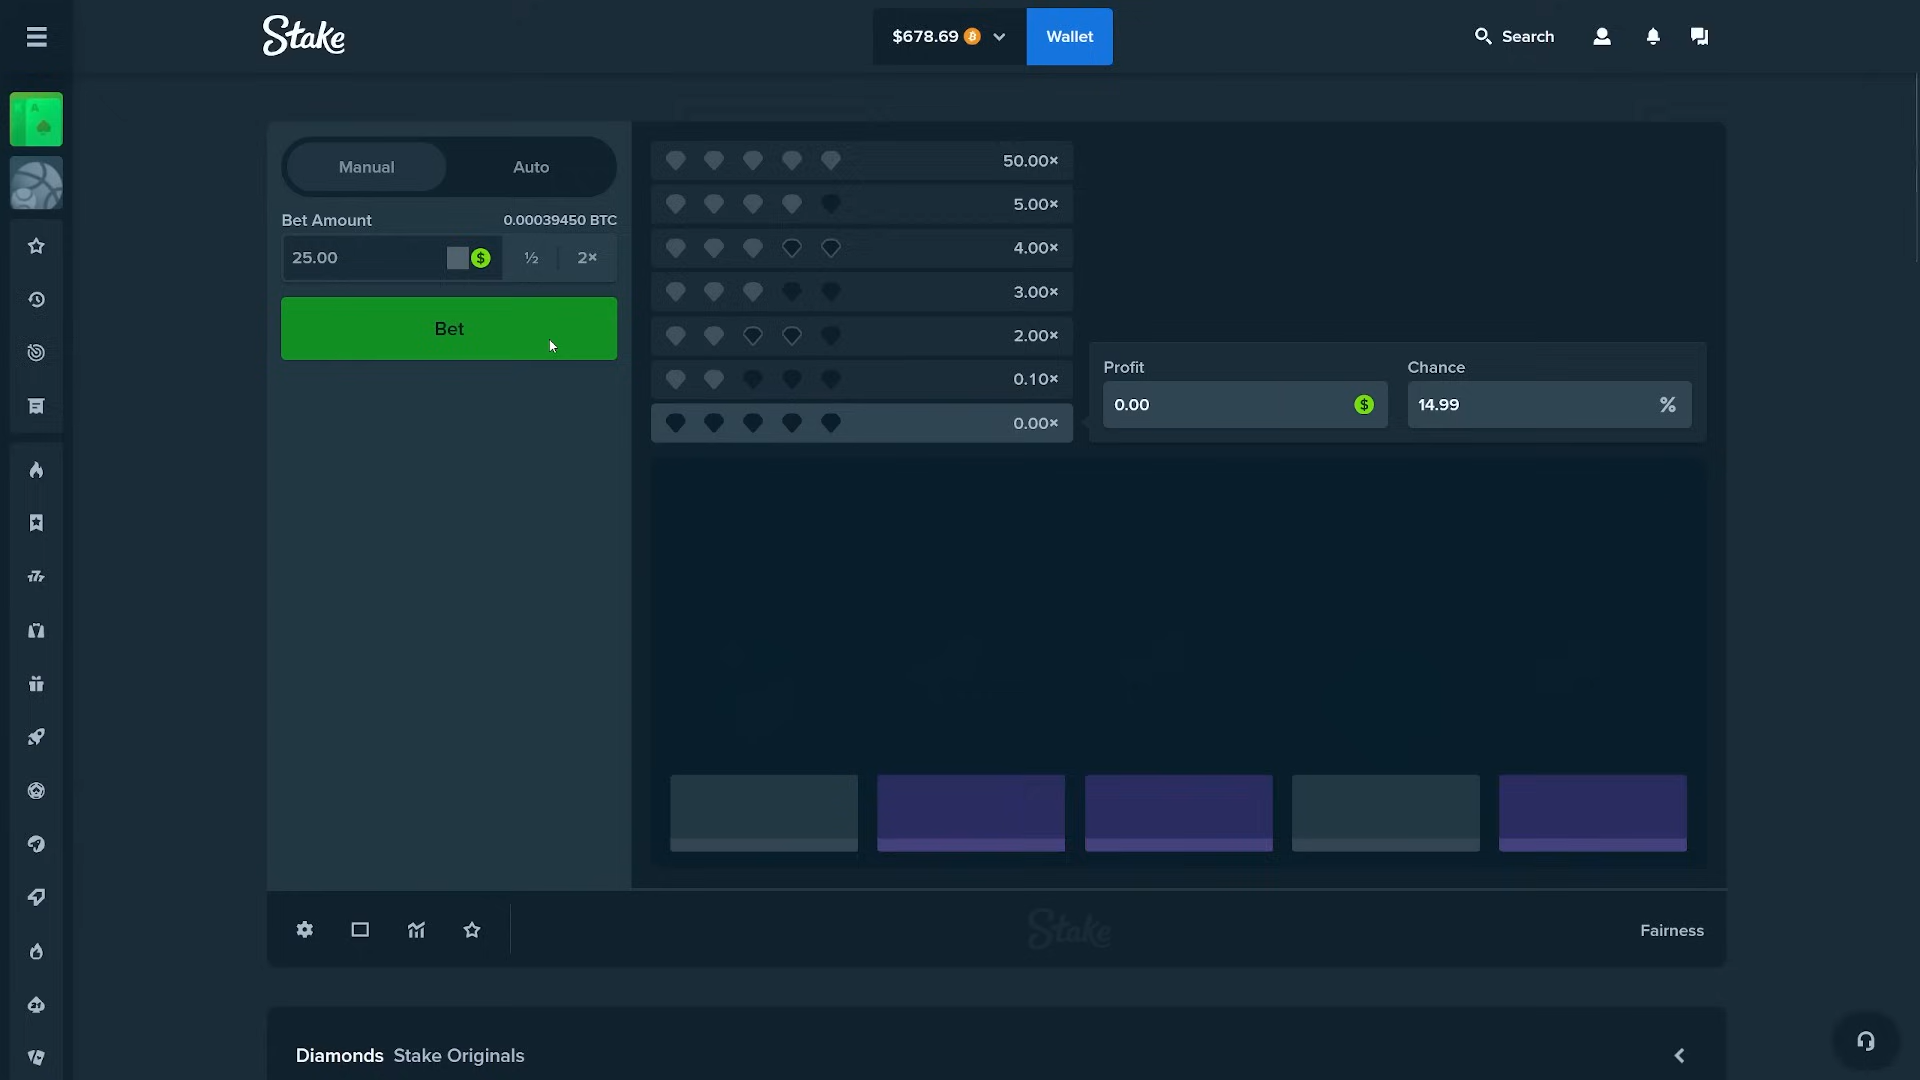 Stake
$678.69
Wallet
Search
Manual
Auto
Bet Amount
0.00039450 BTC
25.00
$
½
2×
Bet
50.00×
5.00×
4.00×
3.00×
2.00×
0.10×
0.00×
Profit
0.00
$
Chance
14.99
%
Stake
Fairness
Diamonds Stake Originals